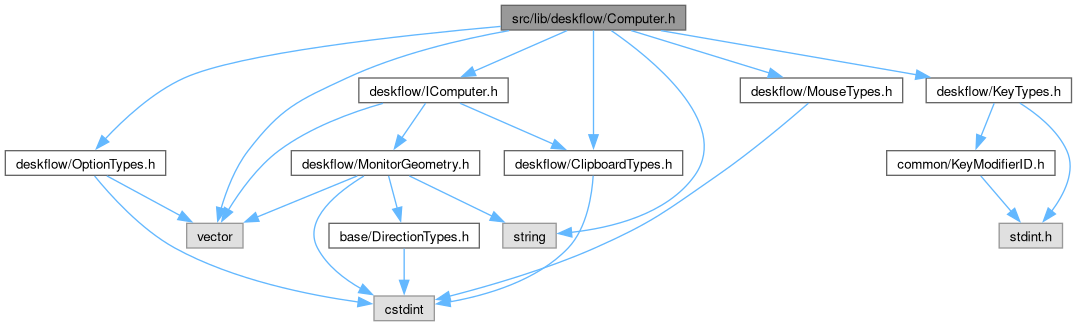 src/lib/deskflow/Computer.h
deskflow/IComputer.h
deskflow/MouseTypes.h
deskflow/KeyTypes.h
deskflow/OptionTypes.h
deskflow/MonitorGeometry.h
deskflow/ClipboardTypes.h
common/KeyModifierID.h
vector
base/DirectionTypes.h
string
stdint.h
cstdint